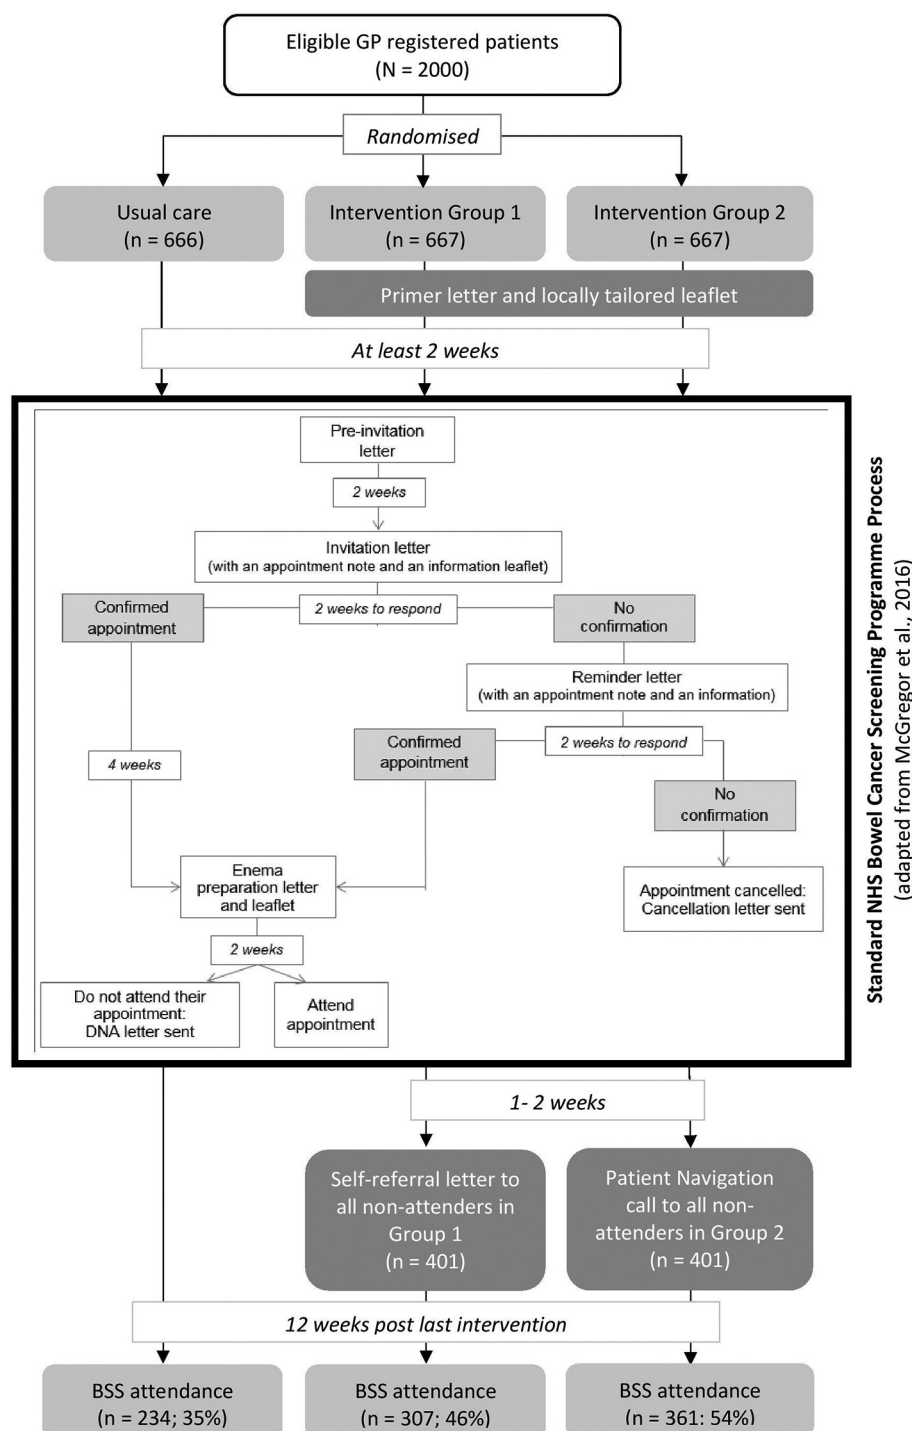 Eligible GP registered patients
(N = 2000)
Randomised
Usual care
(n = 666)
Intervention Group 1
(n = 667)
Intervention Group 2
(n = 667)
Primer letter and locally tailored leaflet
At least 2 weeks
Pre-invitation
letter
2 weeks
Invitation letter
(with an appointment note and an information leaflet)
Confirmed
appointment
2 weeks to respond
No
confirmation
Reminder letter
(with an appointment note and an information)
Confirmed
appointment
2 weeks to respond
4 weeks
No
confirmation
Enema
preparation letter
and leaflet
Appointment cancelled:
Cancellation letter sent
2 weeks
Do not attend their
appointment:
DNA letter sent
Attend
appointment
Standard NHS Bowel Cancer Screening Programme Process
(adapted from McGregor et al., 2016)
1- 2 weeks
Self-referral letter to
all non-attenders in
Group 1
(n = 401)
Patient Navigation
call to all non-
attenders in Group 2
(n = 401)
12 weeks post last intervention
BSS attendance
(n = 234; 35%)
BSS attendance
(n = 307; 46%)
BSS attendance
(n = 361: 54%)